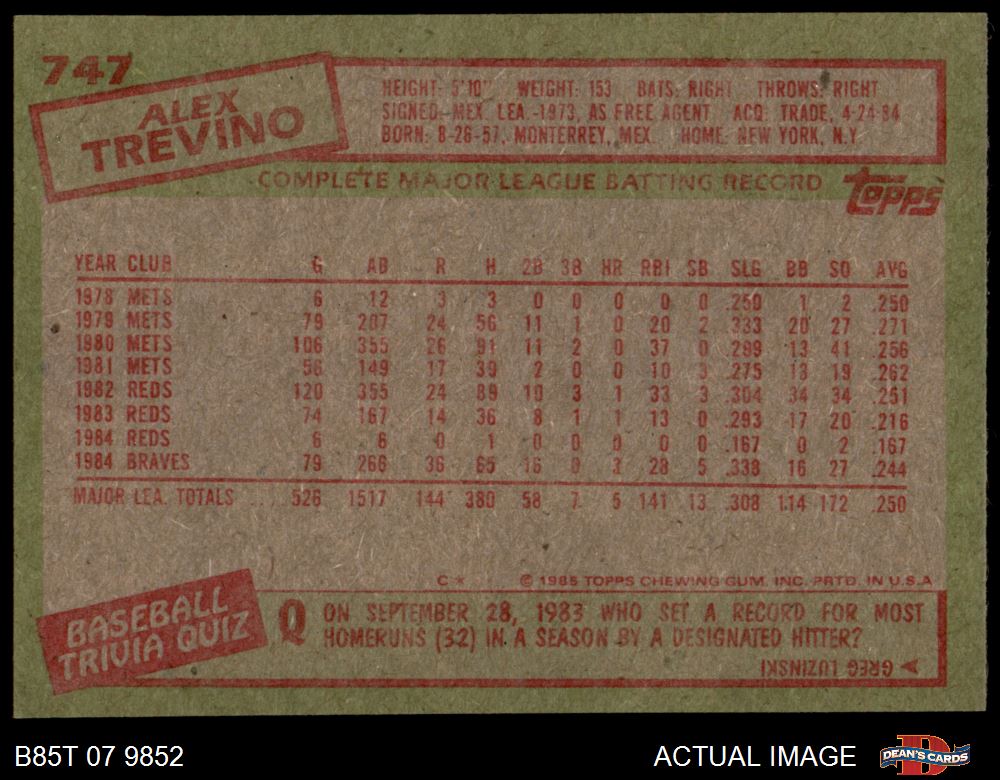 747
ALEX
TREVINO
HEIGHT: 5'10" WEIGHT: 153 BATS: RIGHT THROWS: RIGHT
SIGNED-MEX. LEA.-1973, AS FREE AGENT ACQ: TRADE, 4-24-84
BORN: 8-26-57, MONTERREY, MEX. HOME: NEW YORK, N.Y.
COMPLETE MAJOR LEAGUE BATTING RECORD
topps
YEAR CLUB G AB R H 2B 3B HR RBI SB SLG BB SO AVG
1978 METS 6 12 3 3 0 0 0 0 0 .250 1 2 .250
1979 METS 79 207 24 56 11 1 0 20 2 .333 20 27 .271
1980 METS 106 355 26 91 11 2 0 37 0 .299 13 41 .256
1981 METS 56 149 17 39 2 0 0 10 3 .275 13 19 .262
1982 REDS 120 355 24 89 10 3 1 33 3 .304 34 34 .251
1983 REDS 74 167 14 36 8 1 1 13 0 .293 17 20 .216
1984 REDS 6 6 0 1 0 0 0 0 0 .167 0 2 .167
1984 BRAVES 79 266 36 65 16 0 3 28 5 .338 16 27 .244
MAJOR LEA. TOTALS ... 526 1517 144 380 58 7 5 141 13 .308 114 172 .250
C* © 1985 TOPPS CHEWING GUM, INC. PRTD. IN U.S.A
BASEBALL
TRIVIA QUIZ
Q ON SEPTEMBER 28, 1983 WHO SET A RECORD FOR MOST
HOMERUNS (32) IN A SEASON BY A DESIGNATED HITTER?
A GREG LUZINSKI
B85T 07 9852 ACTUAL IMAGE DEAN'S CARDS